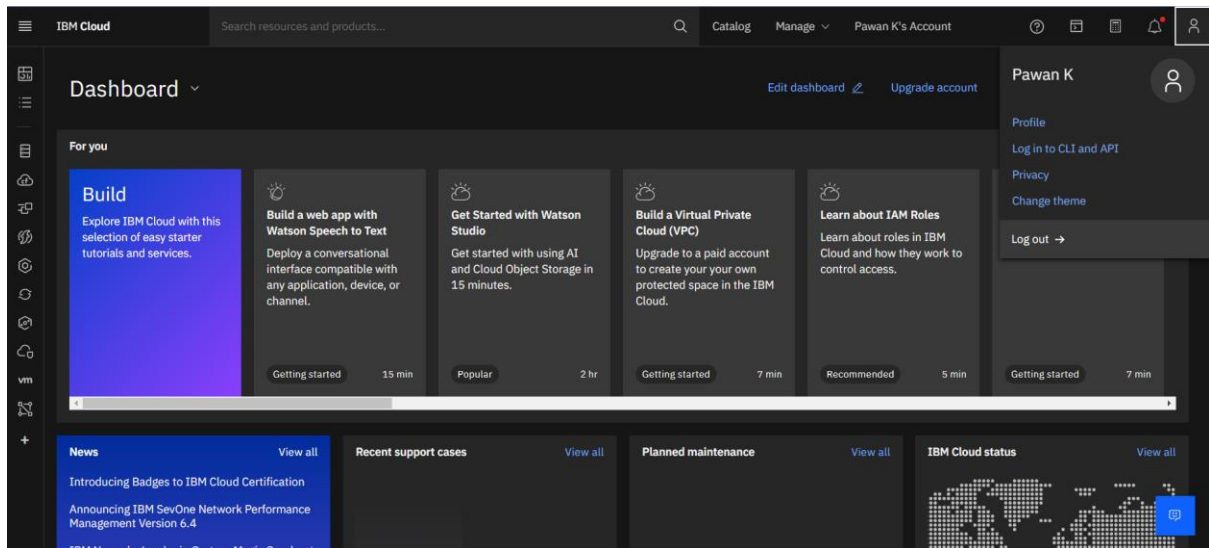 IBM Cloud
Search resources and products...
Catalog
Manage
Pawan K's Account
Dashboard
Edit dashboard
Upgrade account
Pawan K
Profile
Log in to CLI and API
Privacy
Change theme
Log out →
For you
Build
Explore IBM Cloud with this
selection of easy starter
tutorials and services.
Build a web app with
Watson Speech to Text
Deploy a conversational
interface compatible with
any application, device, or
channel.
Getting started
15 min
Get Started with Watson
Studio
Get started with using AI
and Cloud Object Storage in
15 minutes.
Popular
2 hr
Build a Virtual Private
Cloud (VPC)
Upgrade to a paid account
to create your your own
protected space in the IBM
Cloud.
Getting started
7 min
Learn about IAM Roles
Learn about roles in IBM
Cloud and how they work to
control access.
Recommended
5 min
Getting started
7 min
vm
News
View all
Introducing Badges to IBM Cloud Certification
Announcing IBM SevOne Network Performance
Management Version 6.4
Recent support cases
View all
Planned maintenance
View all
IBM Cloud status
View all